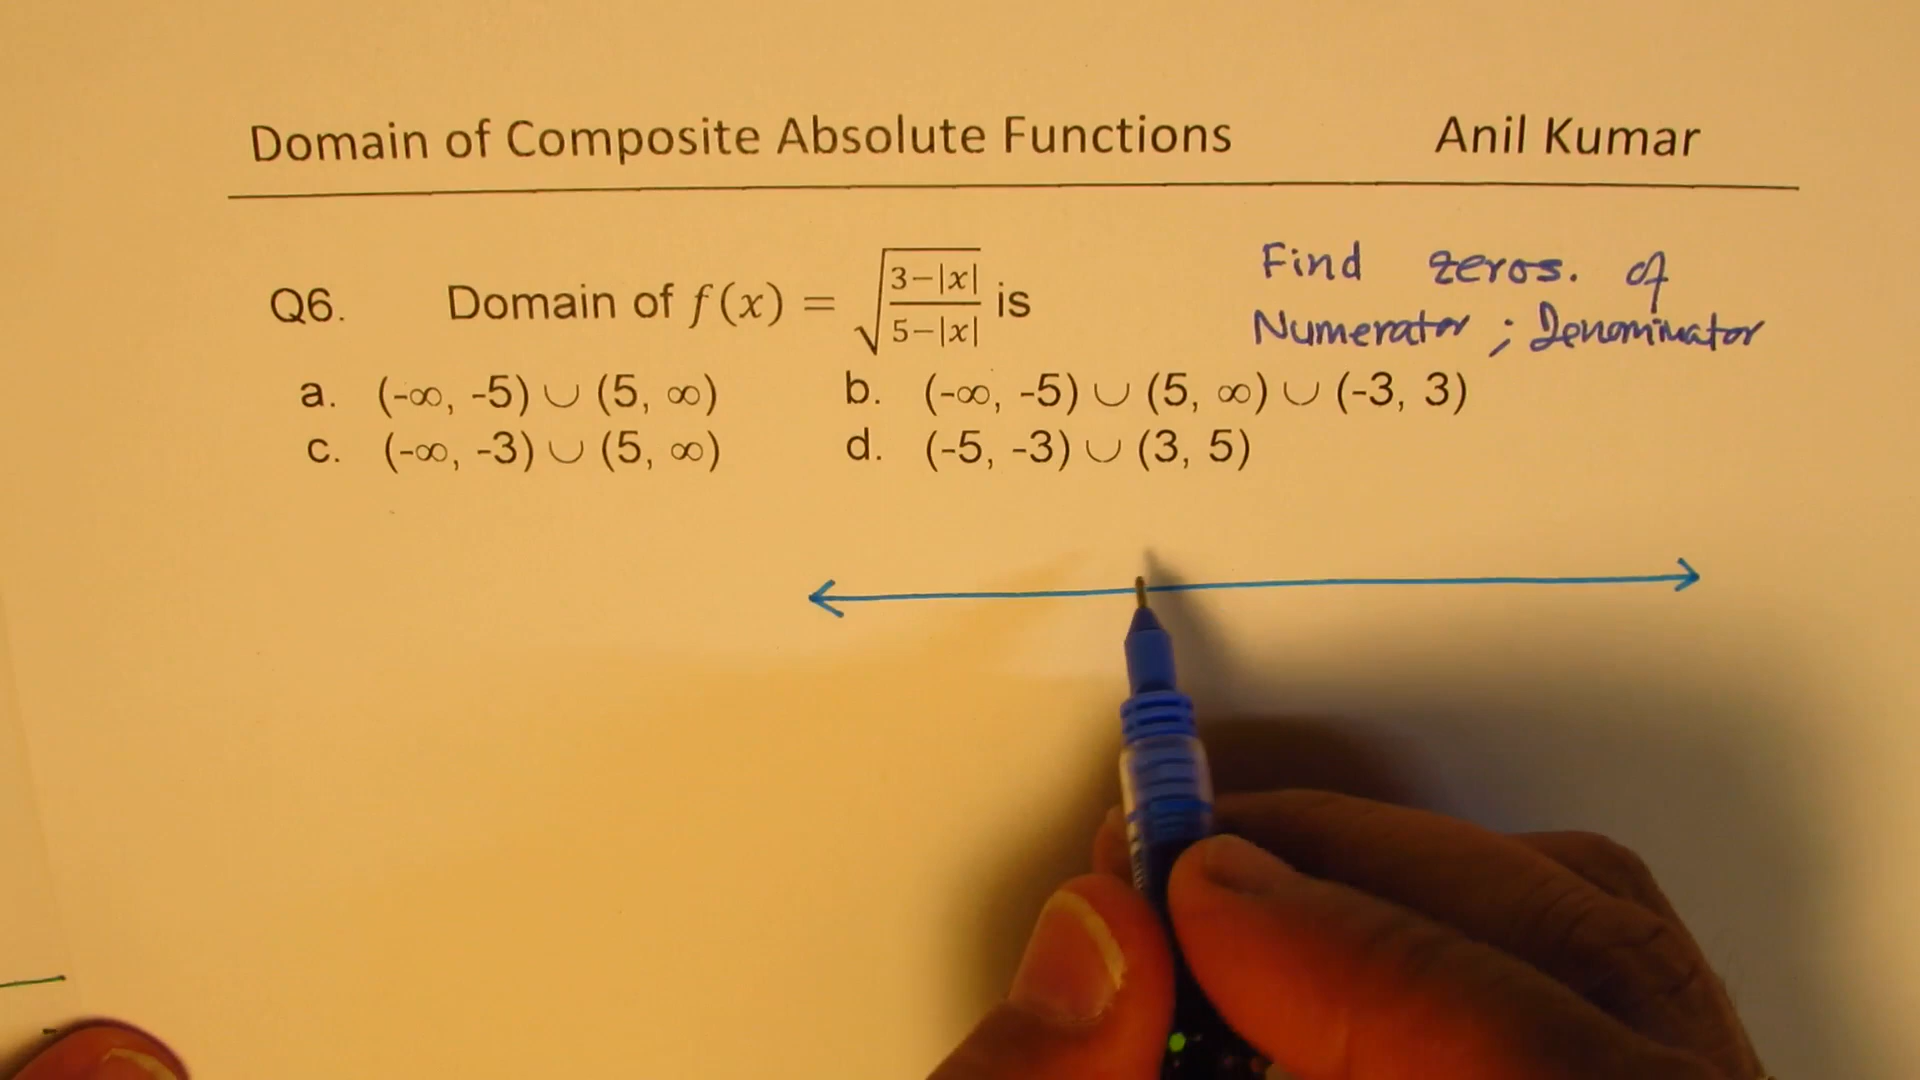 Domain of Composite Absolute Functions Anil Kumar
Q6. Domain of f(x) = √((3−|x|)/(5−|x|)) is
Find zeros. of
Numerator ; Denominator
a. (-∞, -5) ∪ (5, ∞) b. (-∞, -5) ∪ (5, ∞) ∪ (-3, 3)
c. (-∞, -3) ∪ (5, ∞) d. (-5, -3) ∪ (3, 5)